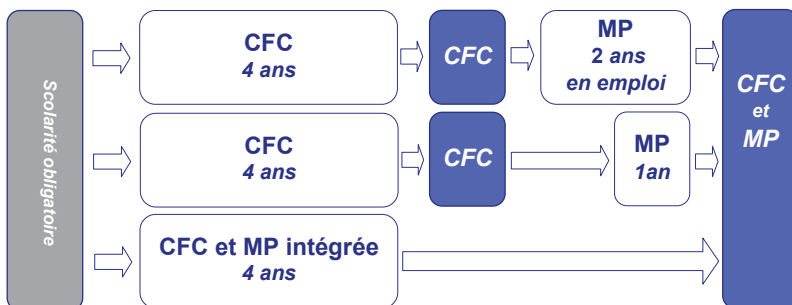 Scolarité obligatoire
CFC
4 ans
CFC
MP
2 ans
en emploi
CFC
4 ans
CFC
MP
1an
CFC et MP intégrée
4 ans
CFC
et
MP